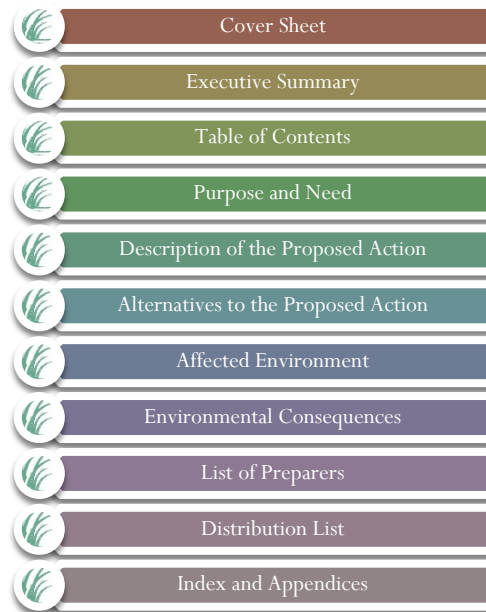 Cover Sheet
Executive Summary
Table of Contents
Purpose and Need
Description of the Proposed Action
Alternatives to the Proposed Action
Affected Environment
Environmental Consequences
List of Preparers
Distribution List
Index and Appendices